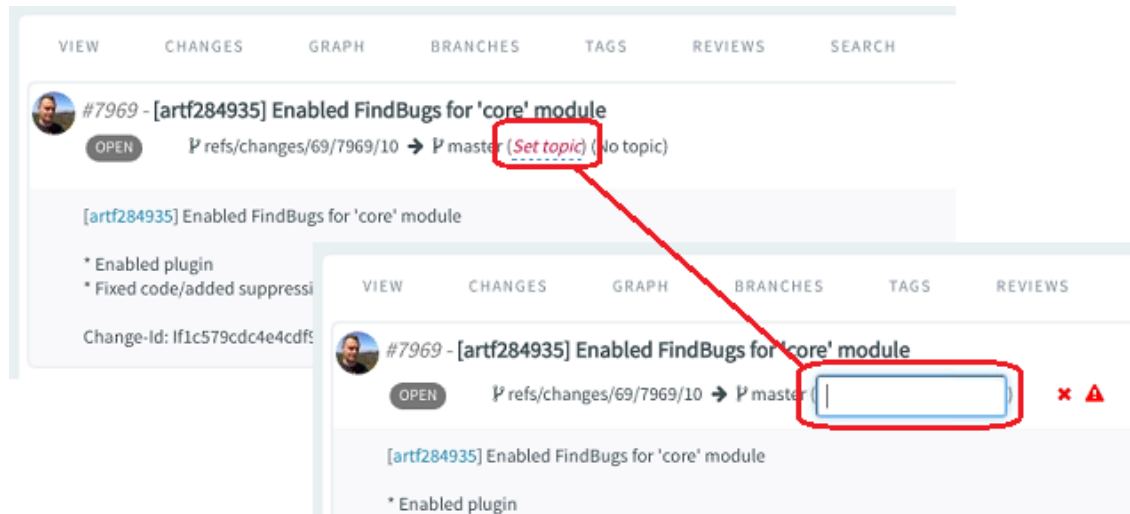 VIEW CHANGES GRAPH BRANCHES TAGS REVIEWS SEARCH
#7969 - [artf284935] Enabled FindBugs for 'core' module
OPEN refs/changes/69/7969/10 → master (Set topic) (No topic)
[artf284935] Enabled FindBugs for 'core' module
* Enabled plugin
* Fixed code/added suppressi
Change-Id: If1c579cdc4e4cdf9
VIEW CHANGES GRAPH BRANCHES TAGS REVIEWS
#7969 - [artf284935] Enabled FindBugs for 'core' module
OPEN refs/changes/69/7969/10 → master ( )
[artf284935] Enabled FindBugs for 'core' module
* Enabled plugin